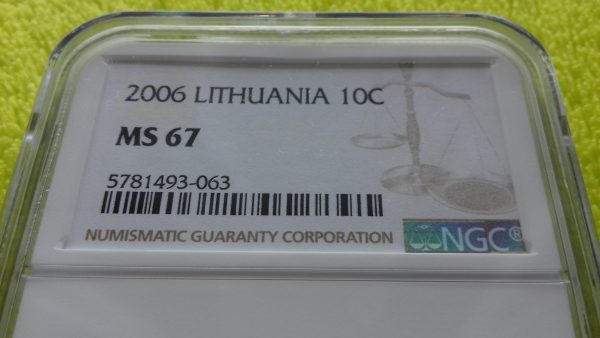 2006 LITHUANIA 10C
MS 67
5781493-063
NUMISMATIC GUARANTY CORPORATION
NGC®